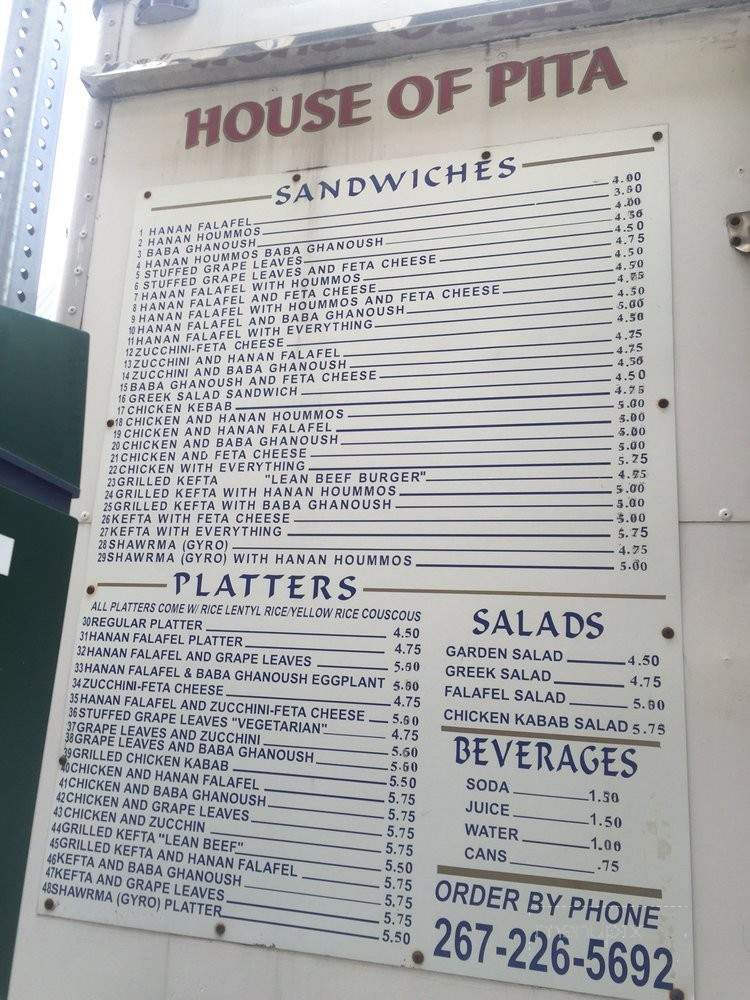 HOUSE OF PITA
SANDWICHES
1 HANAN FALAFEL 4.00
2 HANAN HOUMMOS 3.50
3 BABA GHANOUSH 4.00
4 HANAN HOUMMOS BABA GHANOUSH 4.50
5 STUFFED GRAPE LEAVES 4.50
6 STUFFED GRAPE LEAVES AND FETA CHEESE 4.75
7 HANAN FALAFEL WITH HOUMMOS 4.50
8 HANAN FALAFEL AND FETA CHEESE 4.50
9 HANAN FALAFEL WITH HOUMMOS AND FETA CHEESE 4.75
10 HANAN FALAFEL AND BABA GHANOUSH 4.50
11 HANAN FALAFEL WITH EVERYTHING 5.00
12 ZUCCHINI-FETA CHEESE 4.50
13 ZUCCHINI AND HANAN FALAFEL 4.75
14 ZUCCHINI AND BABA GHANOUSH 4.75
15 BABA GHANOUSH AND FETA CHEESE 4.50
16 GREEK SALAD SANDWICH 4.50
17 CHICKEN KEBAB 4.75
18 CHICKEN AND HANAN HOUMMOS 5.00
19 CHICKEN AND HANAN FALAFEL 5.00
20 CHICKEN AND BABA GHANOUSH 5.00
21 CHICKEN AND FETA CHEESE 5.00
22 CHICKEN WITH EVERYTHING 5.75
23 GRILLED KEFTA "LEAN BEEF BURGER" 4.75
24 GRILLED KEFTA WITH HANAN HOUMMOS 5.00
25 GRILLED KEFTA WITH BABA GHANOUSH 5.00
26 KEFTA WITH FETA CHEESE 5.00
27 KEFTA WITH EVERYTHING 5.75
28 SHAWRMA (GYRO) 4.75
29 SHAWRMA (GYRO) WITH HANAN HOUMMOS 5.00
PLATTERS
ALL PLATTERS COME W/ RICE LENTYL RICE/YELLOW RICE COUSCOUS
30 REGULAR PLATTER 4.50
31 HANAN FALAFEL PLATTER 4.75
32 HANAN FALAFEL AND GRAPE LEAVES 5.00
33 HANAN FALAFEL & BABA GHANOUSH EGGPLANT 5.00
34 ZUCCHINI-FETA CHEESE 4.75
35 HANAN FALAFEL AND ZUCCHINI-FETA CHEESE 5.00
36 STUFFED GRAPE LEAVES "VEGETARIAN" 4.75
37 GRAPE LEAVES AND ZUCCHINI 5.00
38 GRAPE LEAVES AND BABA GHANOUSH 5.00
39 GRILLED CHICKEN KABAB 5.50
40 CHICKEN AND HANAN FALAFEL 5.75
41 CHICKEN AND BABA GHANOUSH 5.75
42 CHICKEN AND GRAPE LEAVES 5.75
43 CHICKEN AND ZUCCHIN 5.75
44 GRILLED KEFTA "LEAN BEEF" 5.50
45 GRILLED KEFTA AND HANAN FALAFEL 5.75
46 KEFTA AND BABA GHANOUSH 5.75
47 KEFTA AND GRAPE LEAVES 5.75
48 SHAWRMA (GYRO) PLATTER 5.50
SALADS
GARDEN SALAD 4.50
GREEK SALAD 4.75
FALAFEL SALAD 5.00
CHICKEN KABAB SALAD 5.75
BEVERAGES
SODA 1.50
JUICE 1.50
WATER 1.00
CANS .75
ORDER BY PHONE
267-226-5692